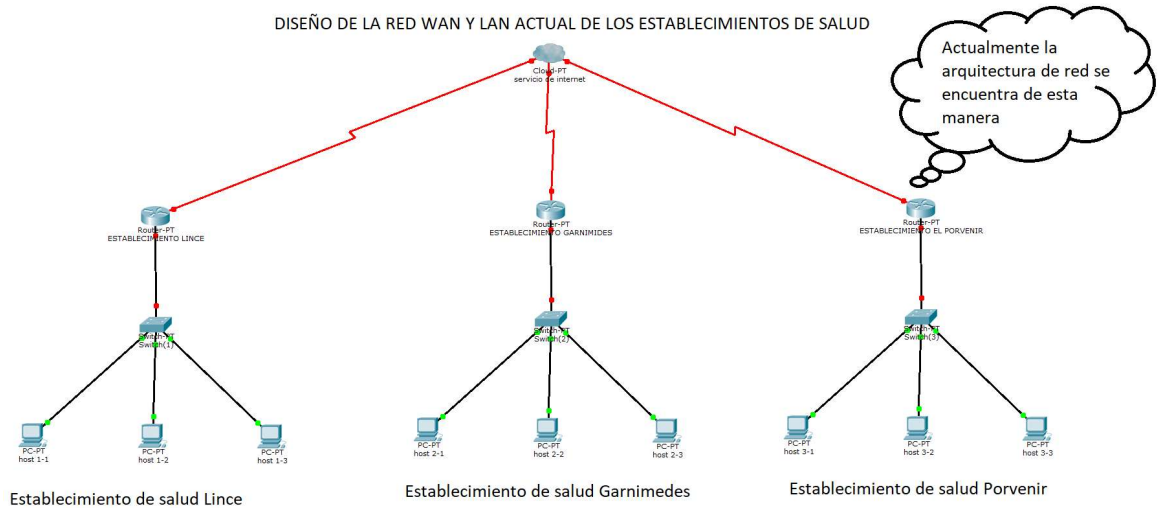 DISEÑO DE LA RED WAN Y LAN ACTUAL DE LOS ESTABLECIMIENTOS DE SALUD
Actualmente la
arquitectura de red se
encuentra de esta
manera
Cloud-PT
servicio de internet
Router-PT
ESTABLECIMIENTO LINCE
Router-PT
ESTABLECIMIENTO GARNIMIDES
Router-PT
ESTABLECIMIENTO EL PORVENIR
Switch-PT
Switch(1)
Switch-PT
Switch(2)
Switch-PT
Switch(3)
PC-PT
host 1-1
PC-PT
host 1-2
PC-PT
host 1-3
PC-PT
host 2-1
PC-PT
host 2-2
PC-PT
host 2-3
PC-PT
host 3-1
PC-PT
host 3-2
PC-PT
host 3-3
Establecimiento de salud Lince
Establecimiento de salud Garnimedes
Establecimiento de salud Porvenir